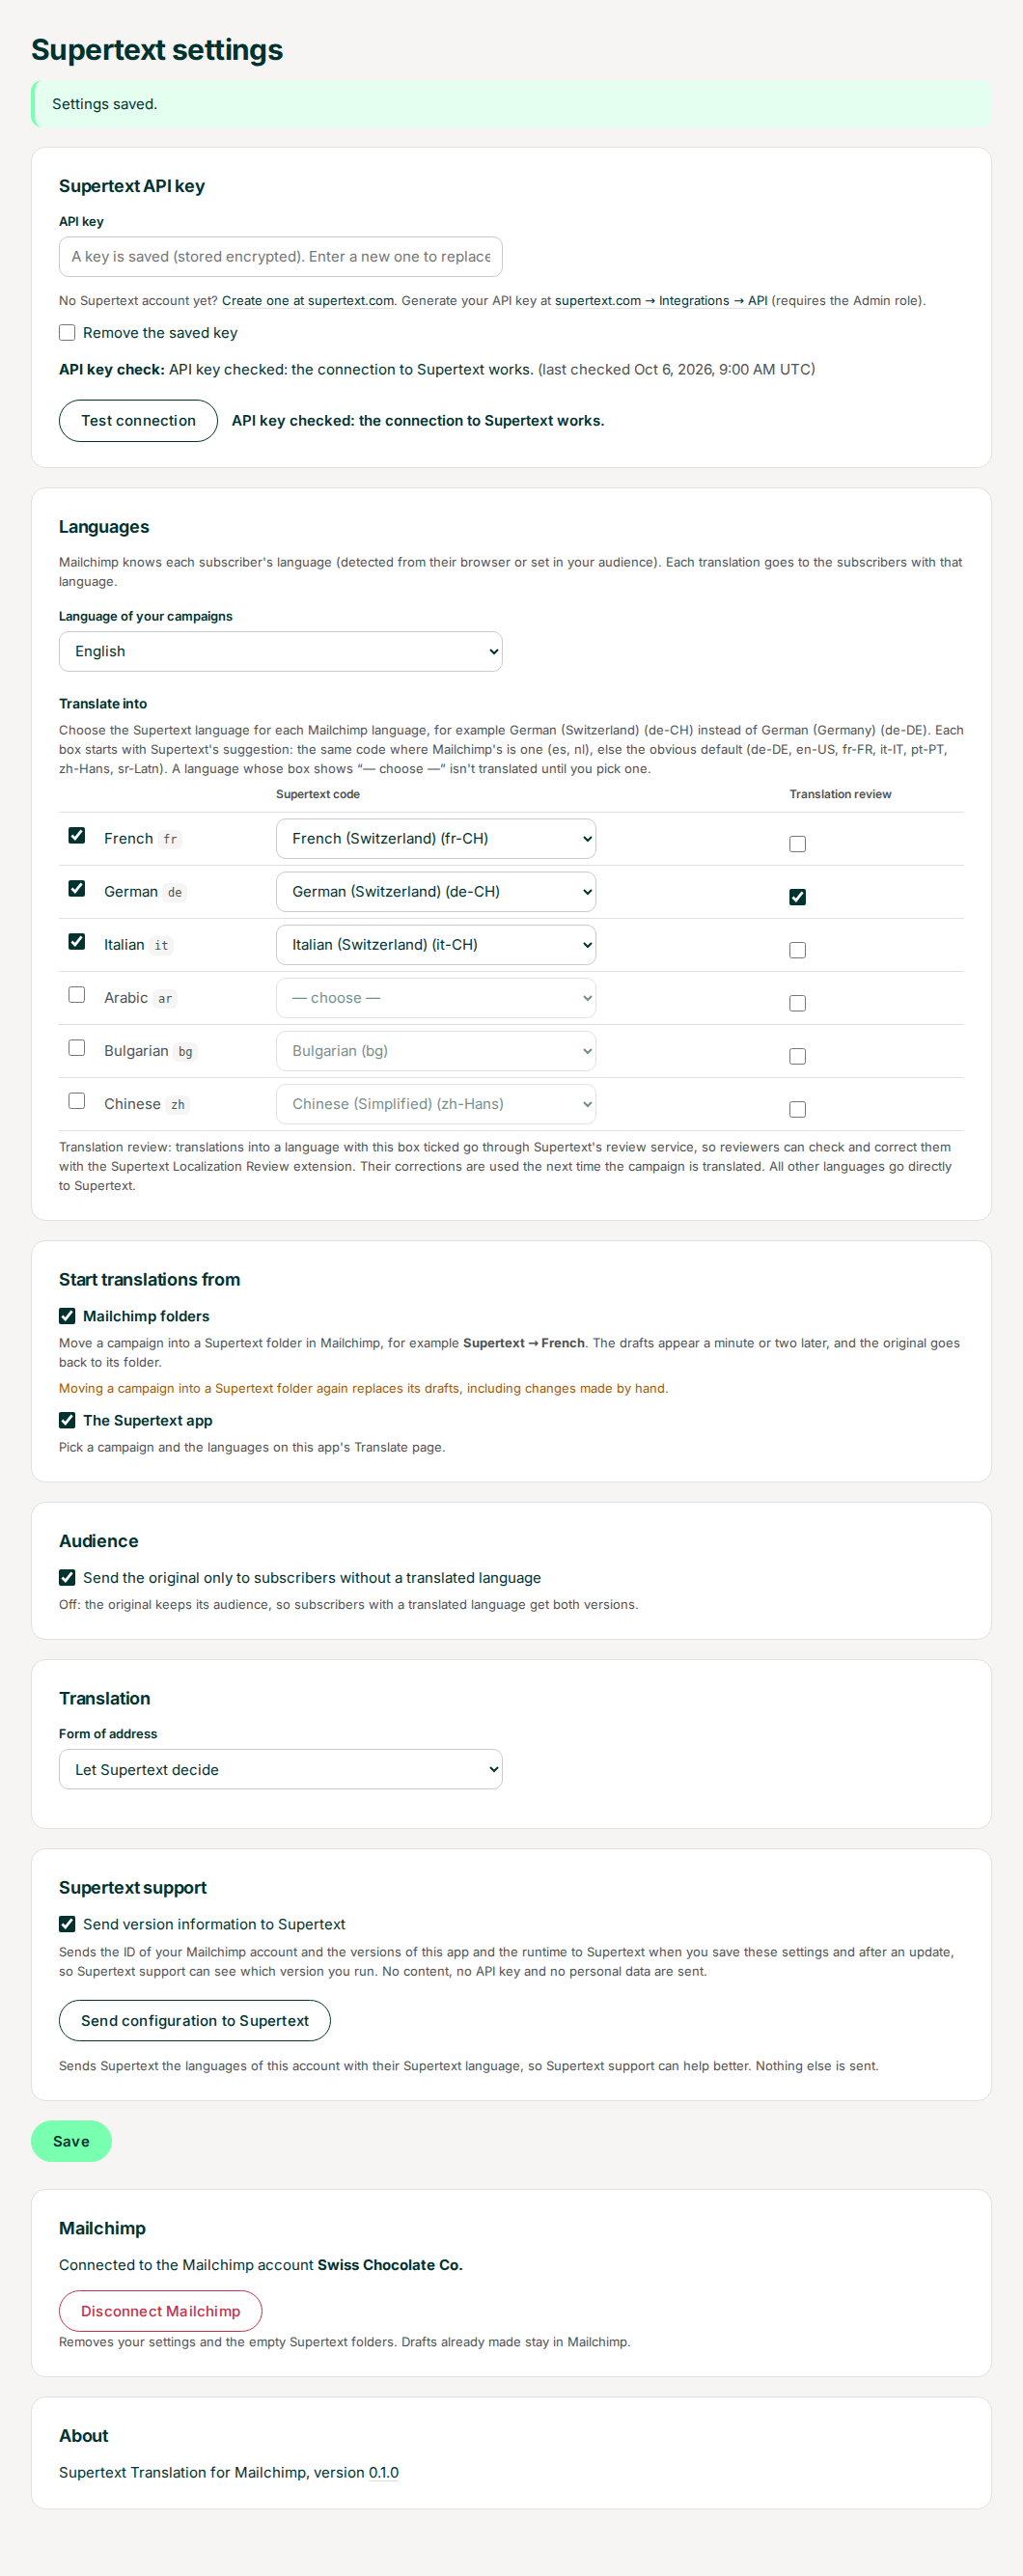 Supertext settings
Settings saved.
Supertext API key
API key
A key is saved (stored encrypted). Enter a new one to replace
No Supertext account yet? Create one at supertext.com. Generate your API key at supertext.com → Integrations → API (requires the Admin role).
Remove the saved key
API key check: API key checked: the connection to Supertext works. (last checked Oct 6, 2026, 9:00 AM UTC)
Test connection API key checked: the connection to Supertext works.
Languages
Mailchimp knows each subscriber's language (detected from their browser or set in your audience). Each translation goes to the subscribers with that
language.
Language of your campaigns
English
Translate into
Choose the Supertext language for each Mailchimp language, for example German (Switzerland) (de-CH) instead of German (Germany) (de-DE). Each
box starts with Supertext's suggestion: the same code where Mailchimp's is one (es, nl), else the obvious default (de-DE, en-US, fr-FR, it-IT, pt-PT,
zh-Hans, sr-Latn). A language whose box shows “— choose —” isn't translated until you pick one.
Supertext code Translation review
French fr French (Switzerland) (fr-CH)
German de German (Switzerland) (de-CH)
Italian it Italian (Switzerland) (it-CH)
Arabic ar — choose —
Bulgarian bg Bulgarian (bg)
Chinese zh Chinese (Simplified) (zh-Hans)
Translation review: translations into a language with this box ticked go through Supertext's review service, so reviewers can check and correct them
with the Supertext Localization Review extension. Their corrections are used the next time the campaign is translated. All other languages go directly
to Supertext.
Start translations from
Mailchimp folders
Move a campaign into a Supertext folder in Mailchimp, for example Supertext → French. The drafts appear a minute or two later, and the original goes
back to its folder.
Moving a campaign into a Supertext folder again replaces its drafts, including changes made by hand.
The Supertext app
Pick a campaign and the languages on this app's Translate page.
Audience
Send the original only to subscribers without a translated language
Off: the original keeps its audience, so subscribers with a translated language get both versions.
Translation
Form of address
Let Supertext decide
Supertext support
Send version information to Supertext
Sends the ID of your Mailchimp account and the versions of this app and the runtime to Supertext when you save these settings and after an update,
so Supertext support can see which version you run. No content, no API key and no personal data are sent.
Send configuration to Supertext
Sends Supertext the languages of this account with their Supertext language, so Supertext support can help better. Nothing else is sent.
Save
Mailchimp
Connected to the Mailchimp account Swiss Chocolate Co.
Disconnect Mailchimp
Removes your settings and the empty Supertext folders. Drafts already made stay in Mailchimp.
About
Supertext Translation for Mailchimp, version 0.1.0